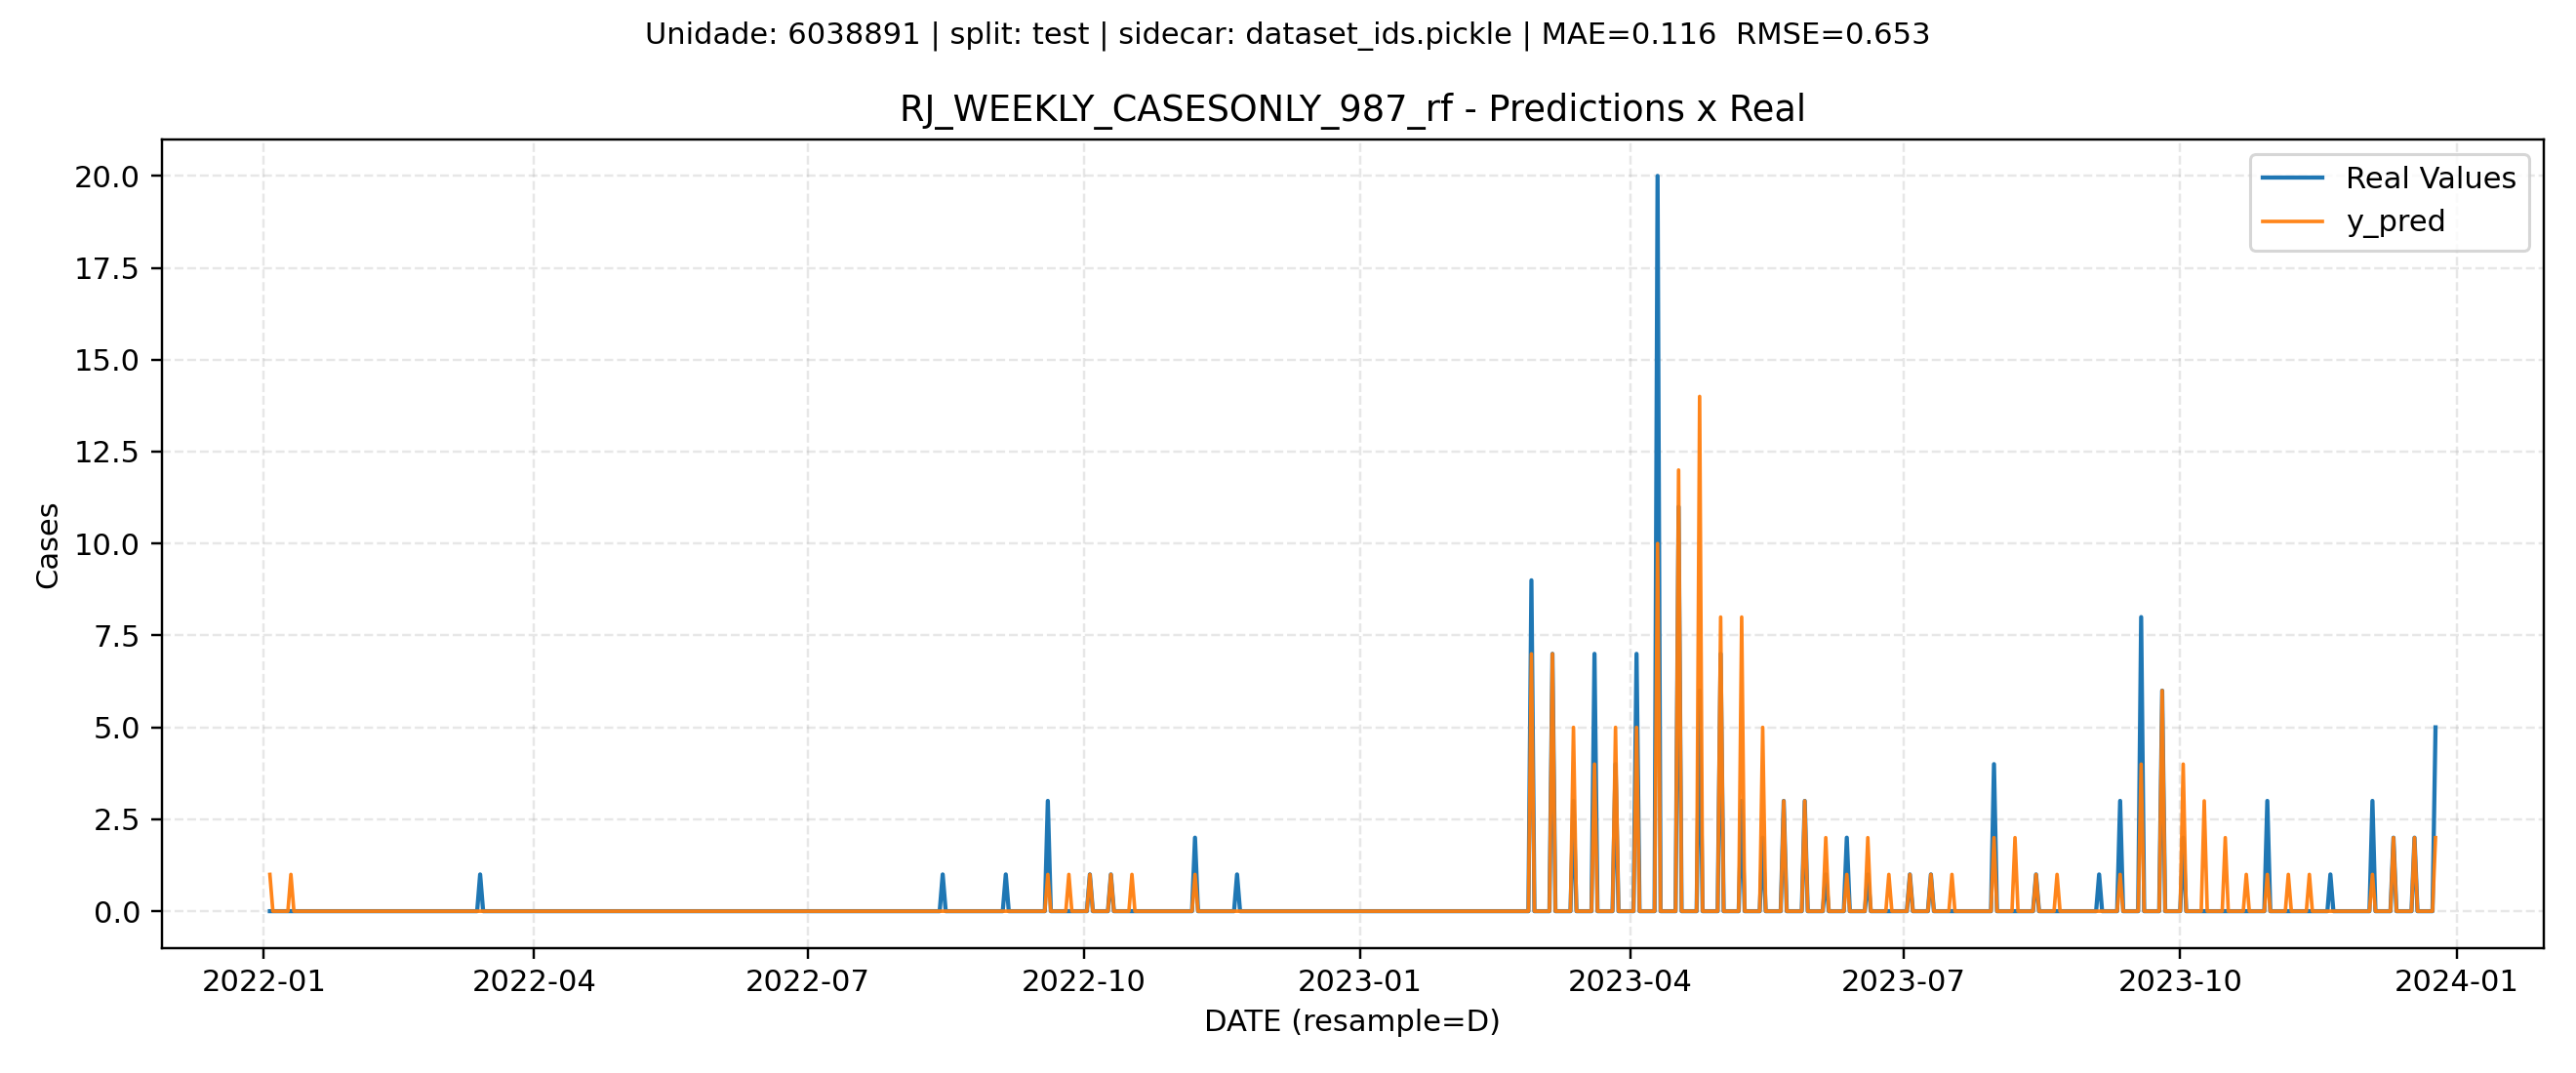 Unidade: 6038891 | split: test | sidecar: dataset_ids.pickle | MAE=0.116  RMSE=0.653
RJ_WEEKLY_CASESONLY_987_rf - Predictions x Real
Real Values
y_pred
Cases
20.0
17.5
15.0
12.5
10.0
7.5
5.0
2.5
0.0
2022-01 2022-04 2022-07 2022-10 2023-01 2023-04 2023-07 2023-10 2024-01
DATE (resample=D)